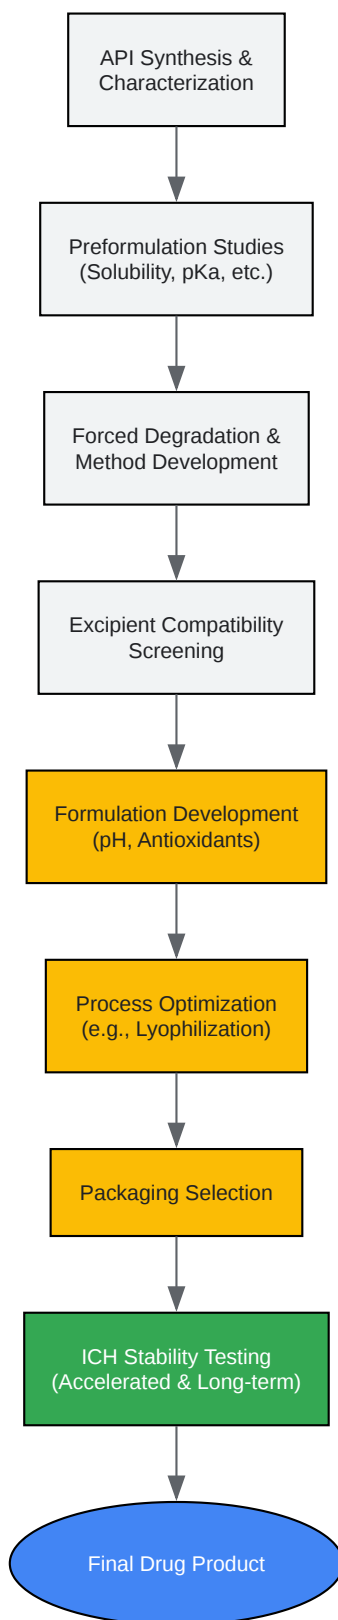 API Synthesis &
Characterization
Preformulation Studies
(Solubility, pKa, etc.)
Forced Degradation &
Method Development
Excipient Compatibility
Screening
Formulation Development
(pH, Antioxidants)
Process Optimization
(e.g., Lyophilization)
Packaging Selection
ICH Stability Testing
(Accelerated & Long-term)
Final Drug Product